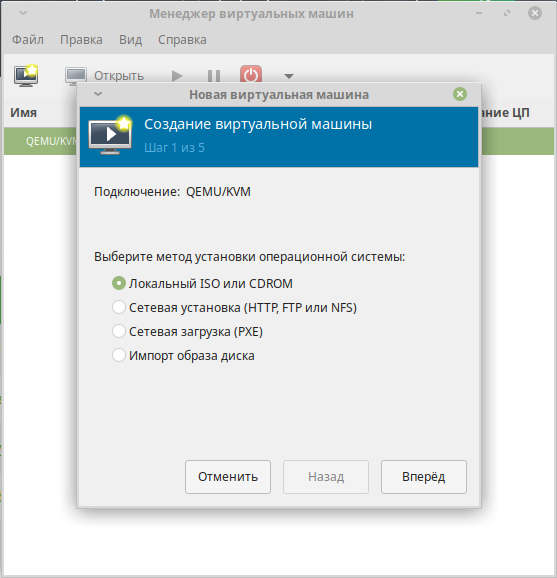 Менеджер виртуальных машин
Файл Правка Вид Справка
Открыть
Имя
ание ЦП
QEMU/KVM
Новая виртуальная машина
Создание виртуальной машины
Шаг 1 из 5
Подключение: QEMU/KVM
Выберите метод установки операционной системы:
Локальный ISO или CDROM
Сетевая установка (HTTP, FTP или NFS)
Сетевая загрузка (PXE)
Импорт образа диска
Отменить Назад Вперёд